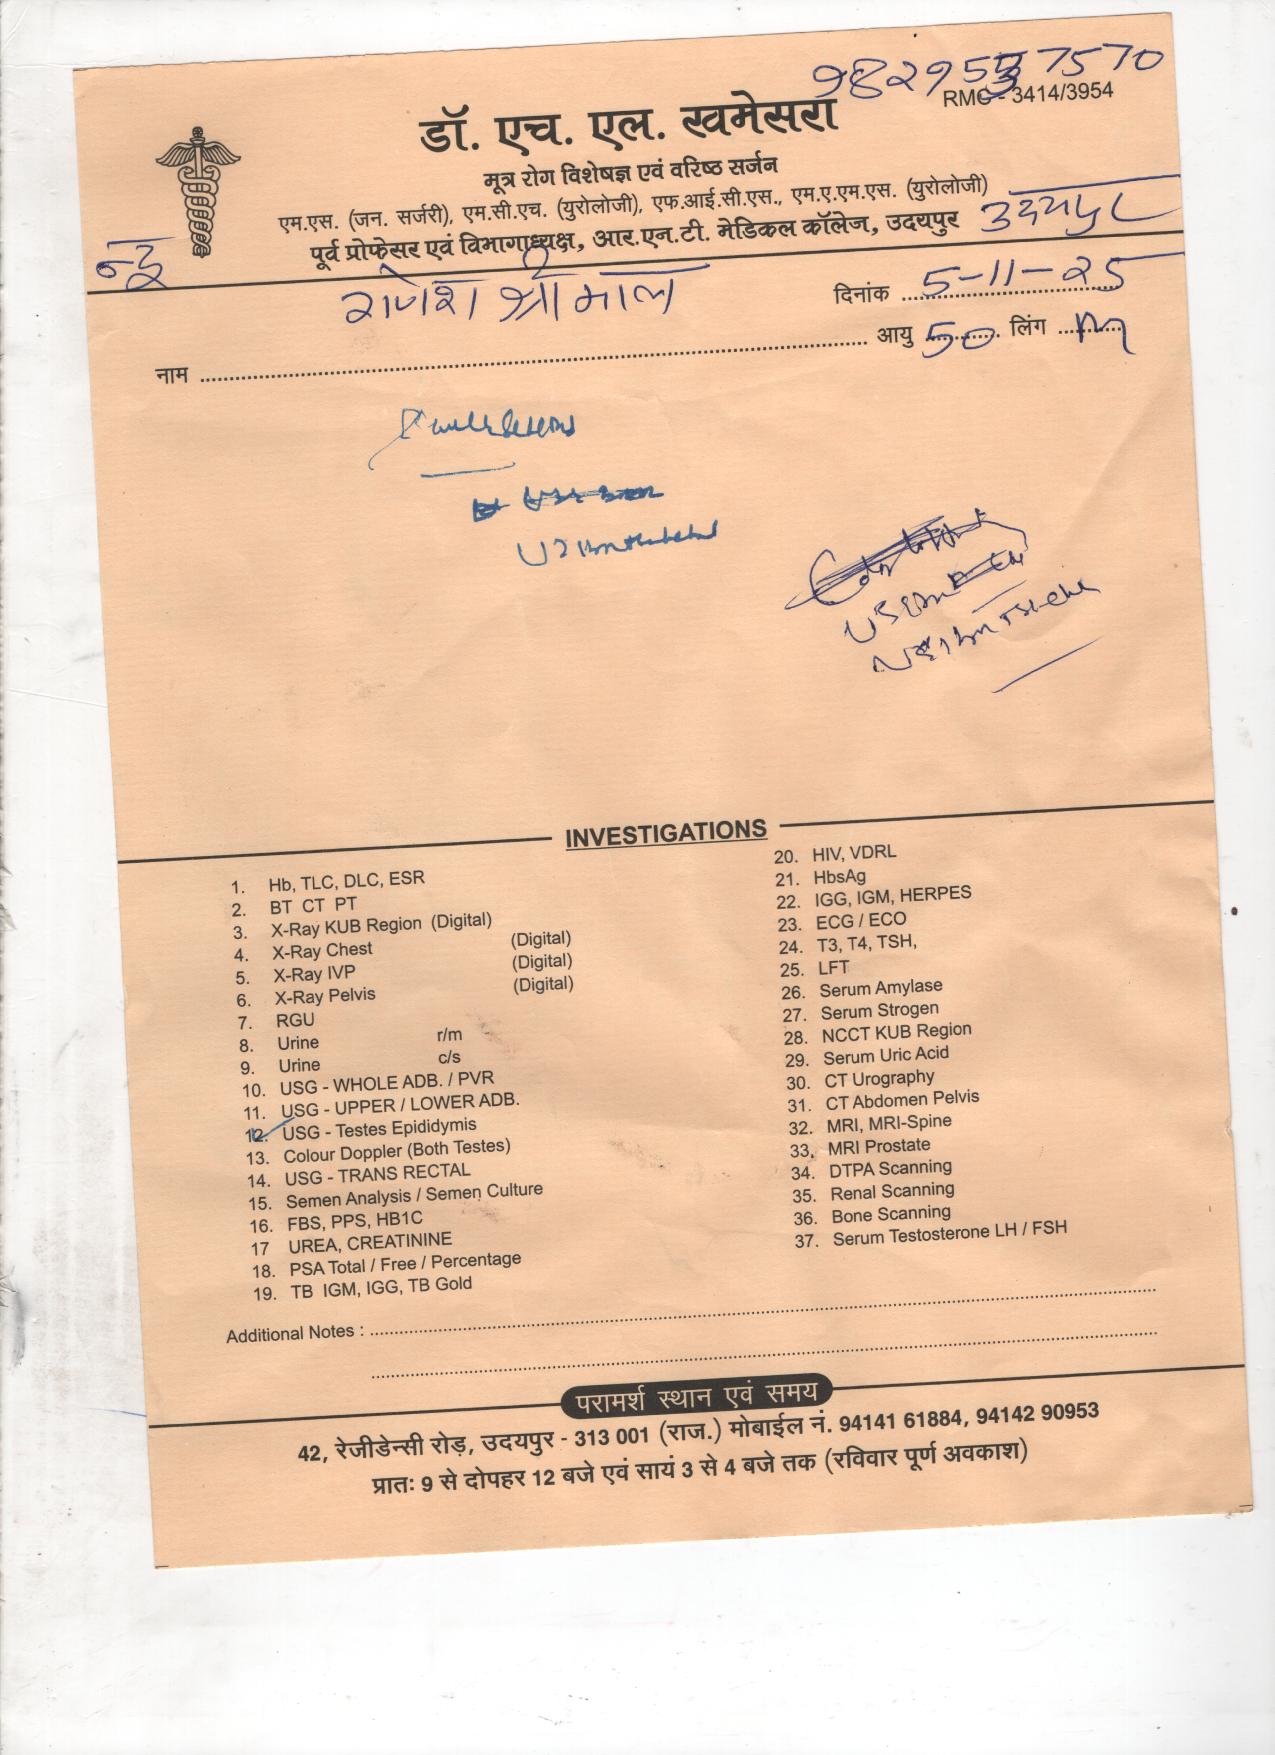 RMC - 3414/3954
डॉ. एच. एल. खमेसरा
मूत्र रोग विशेषज्ञ एवं वरिष्ठ सर्जन
एम.एस. (जन. सर्जरी), एम.सी.एच. (युरोलोजी), एफ.आई.सी.एस., एम.ए.एम.एस. (युरोलोजी)
पूर्व प्रोफेसर एवं विभागाध्यक्ष, आर.एन.टी. मेडिकल कॉलेज, उदयपुर उदयपुर
न्यू
गणेश श्रीमाल
दिनांक 5-11-25
नाम
आयु 50 लिंग m
INVESTIGATIONS
1. Hb, TLC, DLC, ESR
2. BT CT PT
3. X-Ray KUB Region (Digital)
4. X-Ray Chest (Digital)
5. X-Ray IVP (Digital)
6. X-Ray Pelvis (Digital)
7. RGU
8. Urine r/m
9. Urine c/s
10. USG - WHOLE ADB. / PVR
11. USG - UPPER / LOWER ADB.
12. USG - Testes Epididymis
13. Colour Doppler (Both Testes)
14. USG - TRANS RECTAL
15. Semen Analysis / Semen Culture
16. FBS, PPS, HB1C
17 UREA, CREATININE
18. PSA Total / Free / Percentage
19. TB IGM, IGG, TB Gold
20. HIV, VDRL
21. HbsAg
22. IGG, IGM, HERPES
23. ECG / ECO
24. T3, T4, TSH,
25. LFT
26. Serum Amylase
27. Serum Strogen
28. NCCT KUB Region
29. Serum Uric Acid
30. CT Urography
31. CT Abdomen Pelvis
32. MRI, MRI-Spine
33. MRI Prostate
34. DTPA Scanning
35. Renal Scanning
36. Bone Scanning
37. Serum Testosterone LH / FSH
Additional Notes :
परामर्श स्थान एवं समय
42, रेजीडेन्सी रोड़, उदयपुर - 313 001 (राज.) मोबाईल नं. 94141 61884, 94142 90953
प्रातः 9 से दोपहर 12 बजे एवं सायं 3 से 4 बजे तक (रविवार पूर्ण अवकाश)